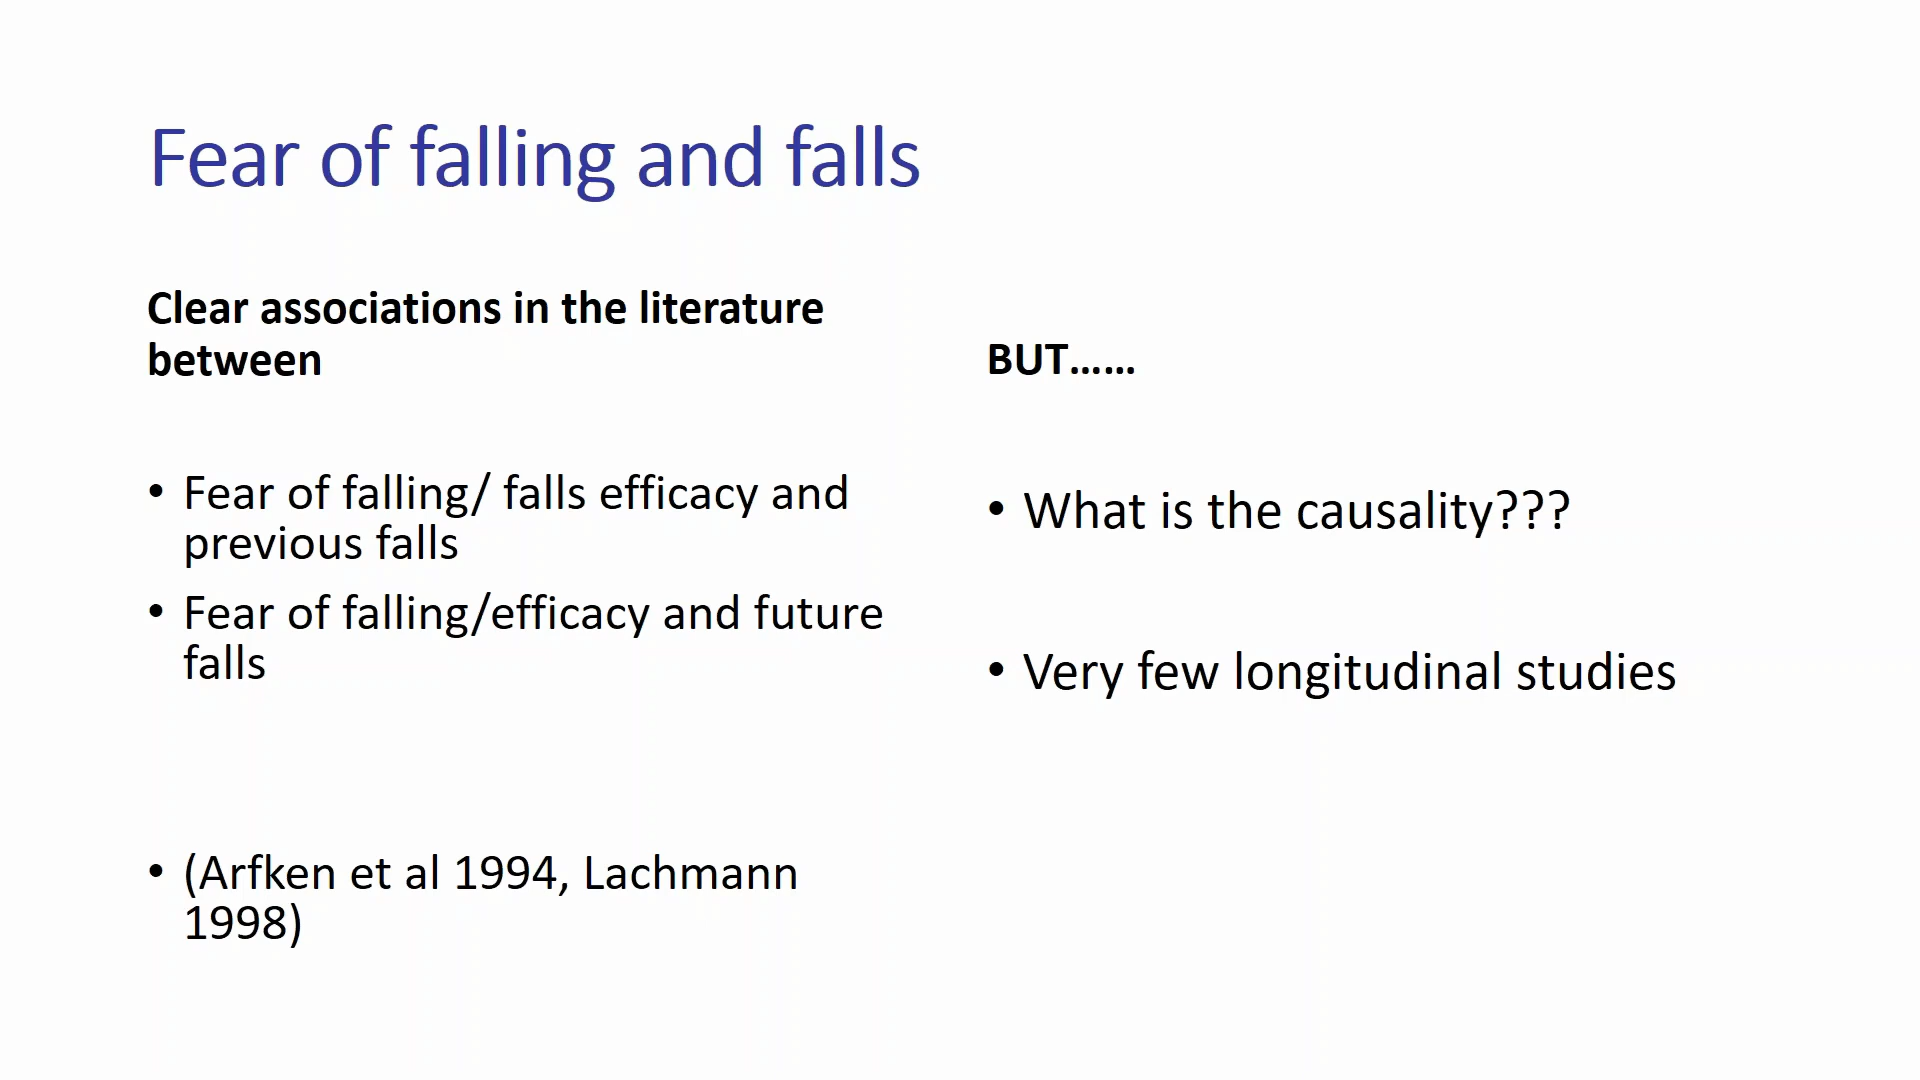 Fear of falling and falls
Clear associations in the literature
between
• Fear of falling/ falls efficacy and
previous falls
• Fear of falling/efficacy and future
falls
• (Arfken et al 1994, Lachmann
1998)
BUT......
• What is the causality???
• Very few longitudinal studies